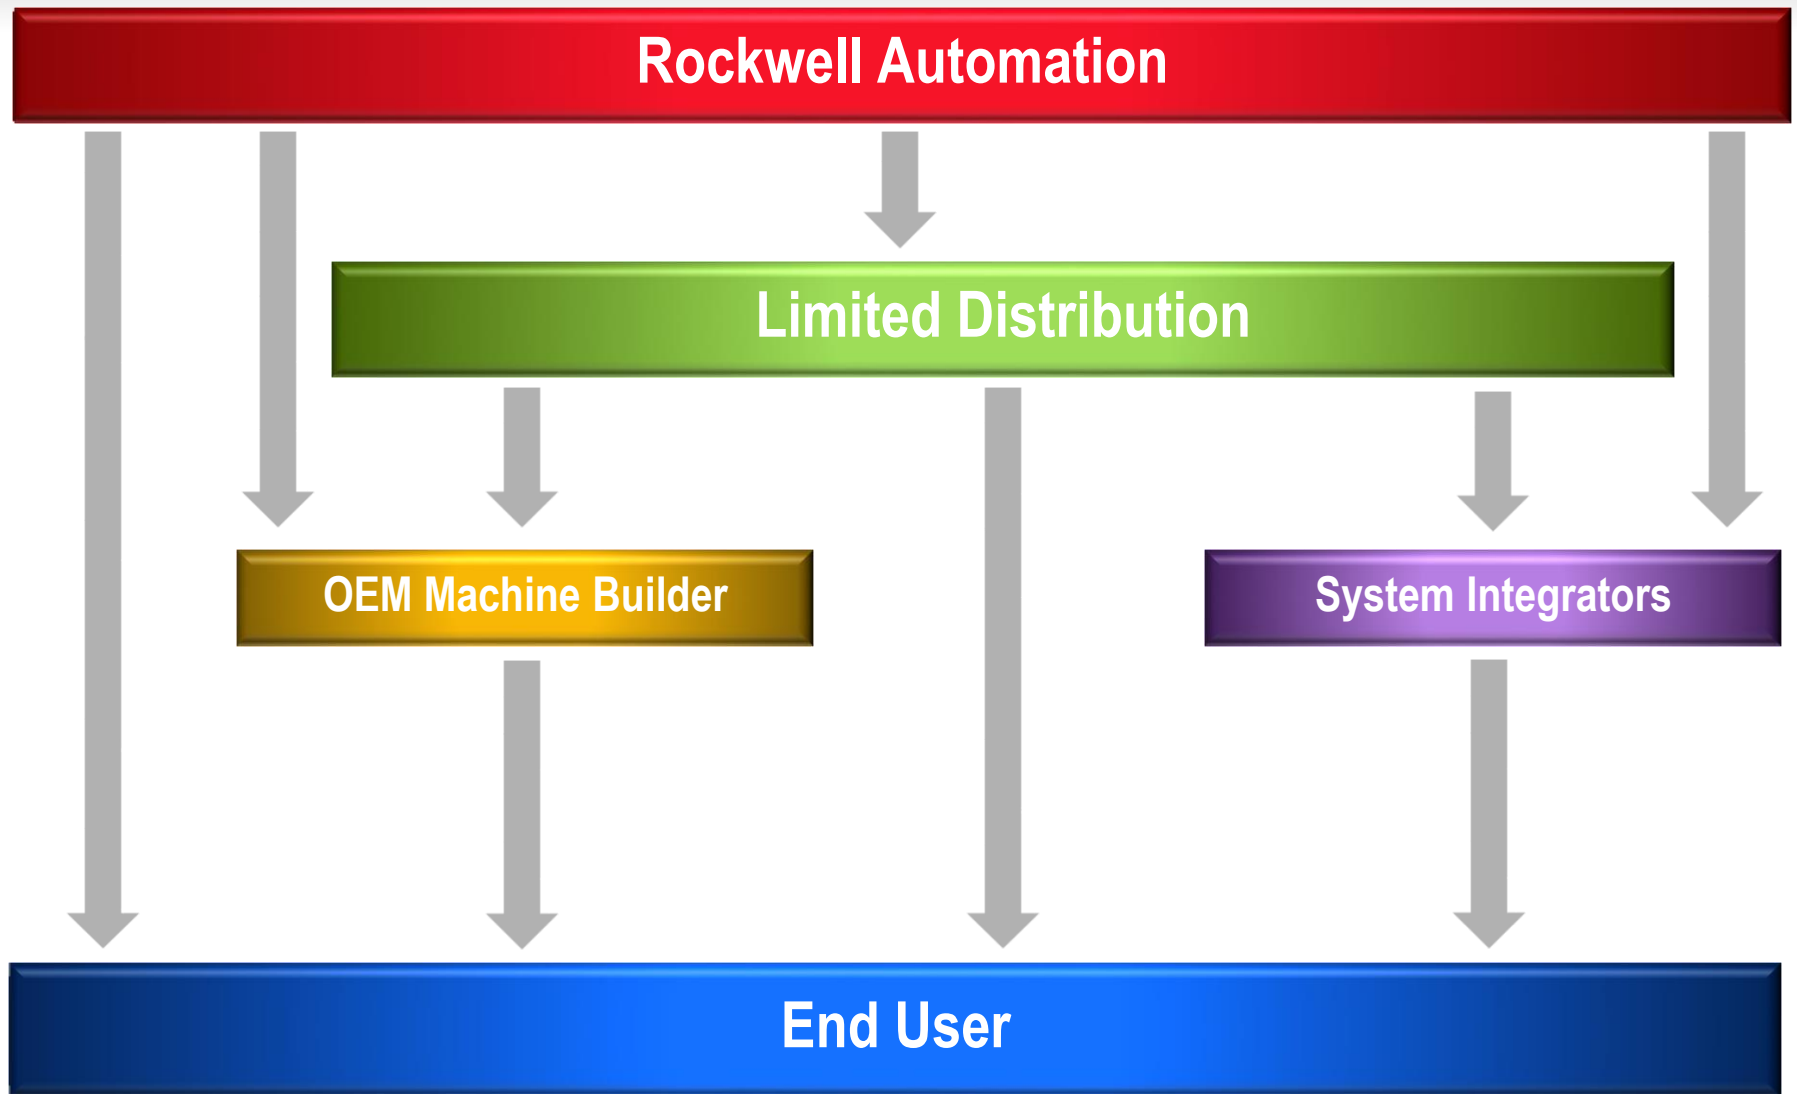 Rockwell Automation
Limited Distribution
OEM Machine Builder
System Integrators
End User